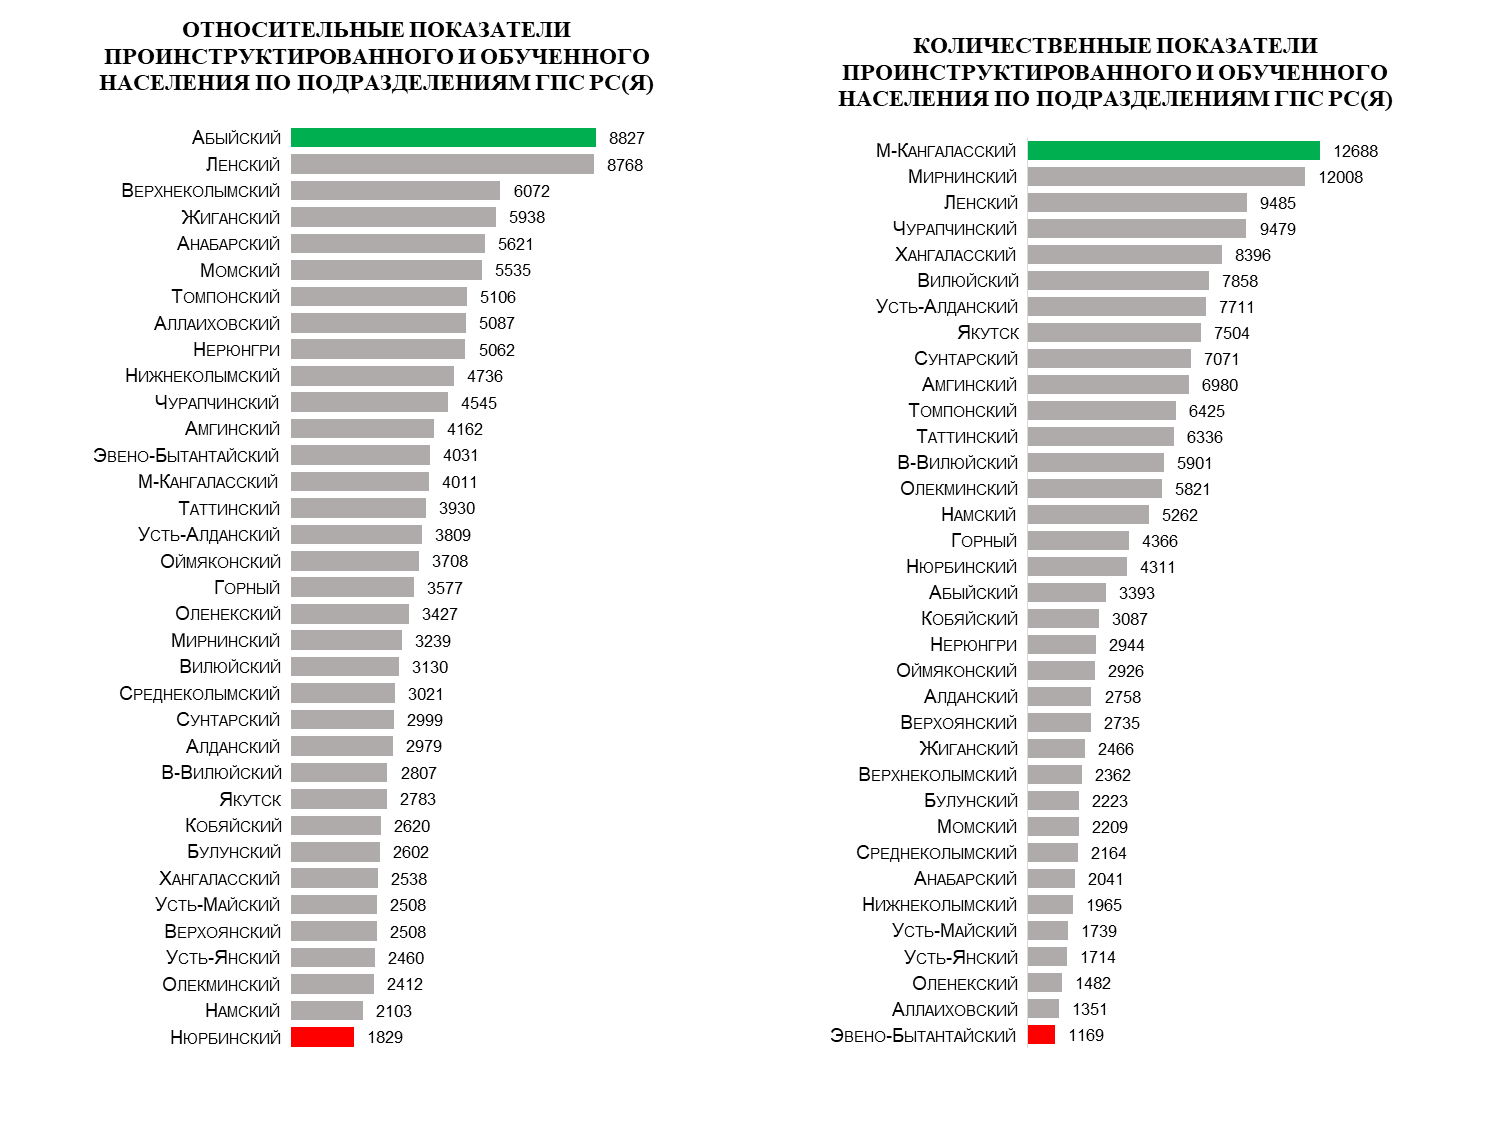 ОТНОСИТЕЛЬНЫЕ ПОКАЗАТЕЛИ
ПРОИНСТРУКТИРОВАННОГО И ОБУЧЕННОГО
НАСЕЛЕНИЯ ПО ПОДРАЗДЕЛЕНИЯМ ГПС РС(Я)
АБЫЙСКИЙ 8827
ЛЕНСКИЙ 8768
ВЕРХНЕКОЛЫМСКИЙ 6072
ЖИГАНСКИЙ 5938
АНАБАРСКИЙ 5621
МОМСКИЙ 5535
ТОМПОНСКИЙ 5106
АЛЛАИХОВСКИЙ 5087
НЕРЮНГРИ 5062
НИЖНЕКОЛЫМСКИЙ 4736
ЧУРАПЧИНСКИЙ 4545
АМГИНСКИЙ 4162
ЭВЕНО-БЫТАНТАЙСКИЙ 4031
М-КАНГАЛАССКИЙ 4011
ТАТТИНСКИЙ 3930
УСТЬ-АЛДАНСКИЙ 3809
ОЙМЯКОНСКИЙ 3708
ГОРНЫЙ 3577
ОЛЕНЕКСКИЙ 3427
МИРНИНСКИЙ 3239
ВИЛЮЙСКИЙ 3130
СРЕДНЕКОЛЫМСКИЙ 3021
СУНТАРСКИЙ 2999
АЛДАНСКИЙ 2979
В-ВИЛЮЙСКИЙ 2807
ЯКУТСК 2783
КОБЯЙСКИЙ 2620
БУЛУНСКИЙ 2602
ХАНГАЛАССКИЙ 2538
УСТЬ-МАЙСКИЙ 2508
ВЕРХОЯНСКИЙ 2508
УСТЬ-ЯНСКИЙ 2460
ОЛЕКМИНСКИЙ 2412
НАМСКИЙ 2103
НЮРБИНСКИЙ 1829
КОЛИЧЕСТВЕННЫЕ ПОКАЗАТЕЛИ
ПРОИНСТРУКТИРОВАННОГО И ОБУЧЕННОГО
НАСЕЛЕНИЯ ПО ПОДРАЗДЕЛЕНИЯМ ГПС РС(Я)
М-КАНГАЛАССКИЙ 12688
МИРНИНСКИЙ 12008
ЛЕНСКИЙ 9485
ЧУРАПЧИНСКИЙ 9479
ХАНГАЛАССКИЙ 8396
ВИЛЮЙСКИЙ 7858
УСТЬ-АЛДАНСКИЙ 7711
ЯКУТСК 7504
СУНТАРСКИЙ 7071
АМГИНСКИЙ 6980
ТОМПОНСКИЙ 6425
ТАТТИНСКИЙ 6336
В-ВИЛЮЙСКИЙ 5901
ОЛЕКМИНСКИЙ 5821
НАМСКИЙ 5262
ГОРНЫЙ 4366
НЮРБИНСКИЙ 4311
АБЫЙСКИЙ 3393
КОБЯЙСКИЙ 3087
НЕРЮНГРИ 2944
ОЙМЯКОНСКИЙ 2926
АЛДАНСКИЙ 2758
ВЕРХОЯНСКИЙ 2735
ЖИГАНСКИЙ 2466
ВЕРХНЕКОЛЫМСКИЙ 2362
БУЛУНСКИЙ 2223
МОМСКИЙ 2209
СРЕДНЕКОЛЫМСКИЙ 2164
АНАБАРСКИЙ 2041
НИЖНЕКОЛЫМСКИЙ 1965
УСТЬ-МАЙСКИЙ 1739
УСТЬ-ЯНСКИЙ 1714
ОЛЕНЕКСКИЙ 1482
АЛЛАИХОВСКИЙ 1351
ЭВЕНО-БЫТАНТАЙСКИЙ 1169